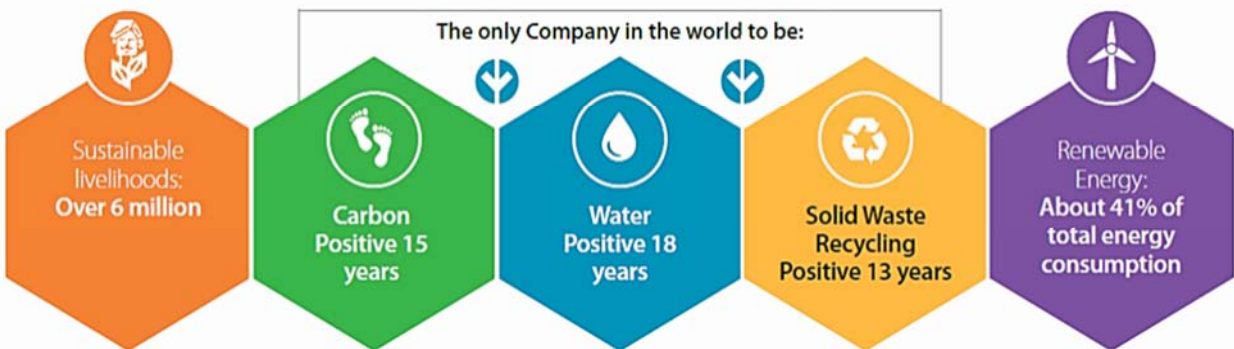 The only Company in the world to be:
Sustainable
livelihoods:
Over 6 million
Carbon
Positive 15
years
Water
Positive 18
years
Solid Waste
Recycling
Positive 13 years
Renewable
Energy:
About 41% of
total energy
consumption